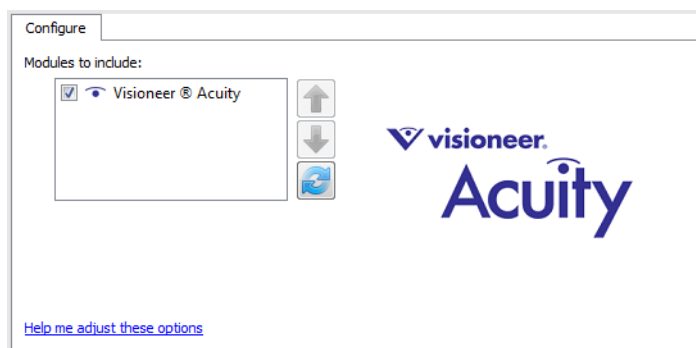 Configure
Modules to include:
Visioneer ® Acuity
visioneer.
Acuity
Help me adjust these options